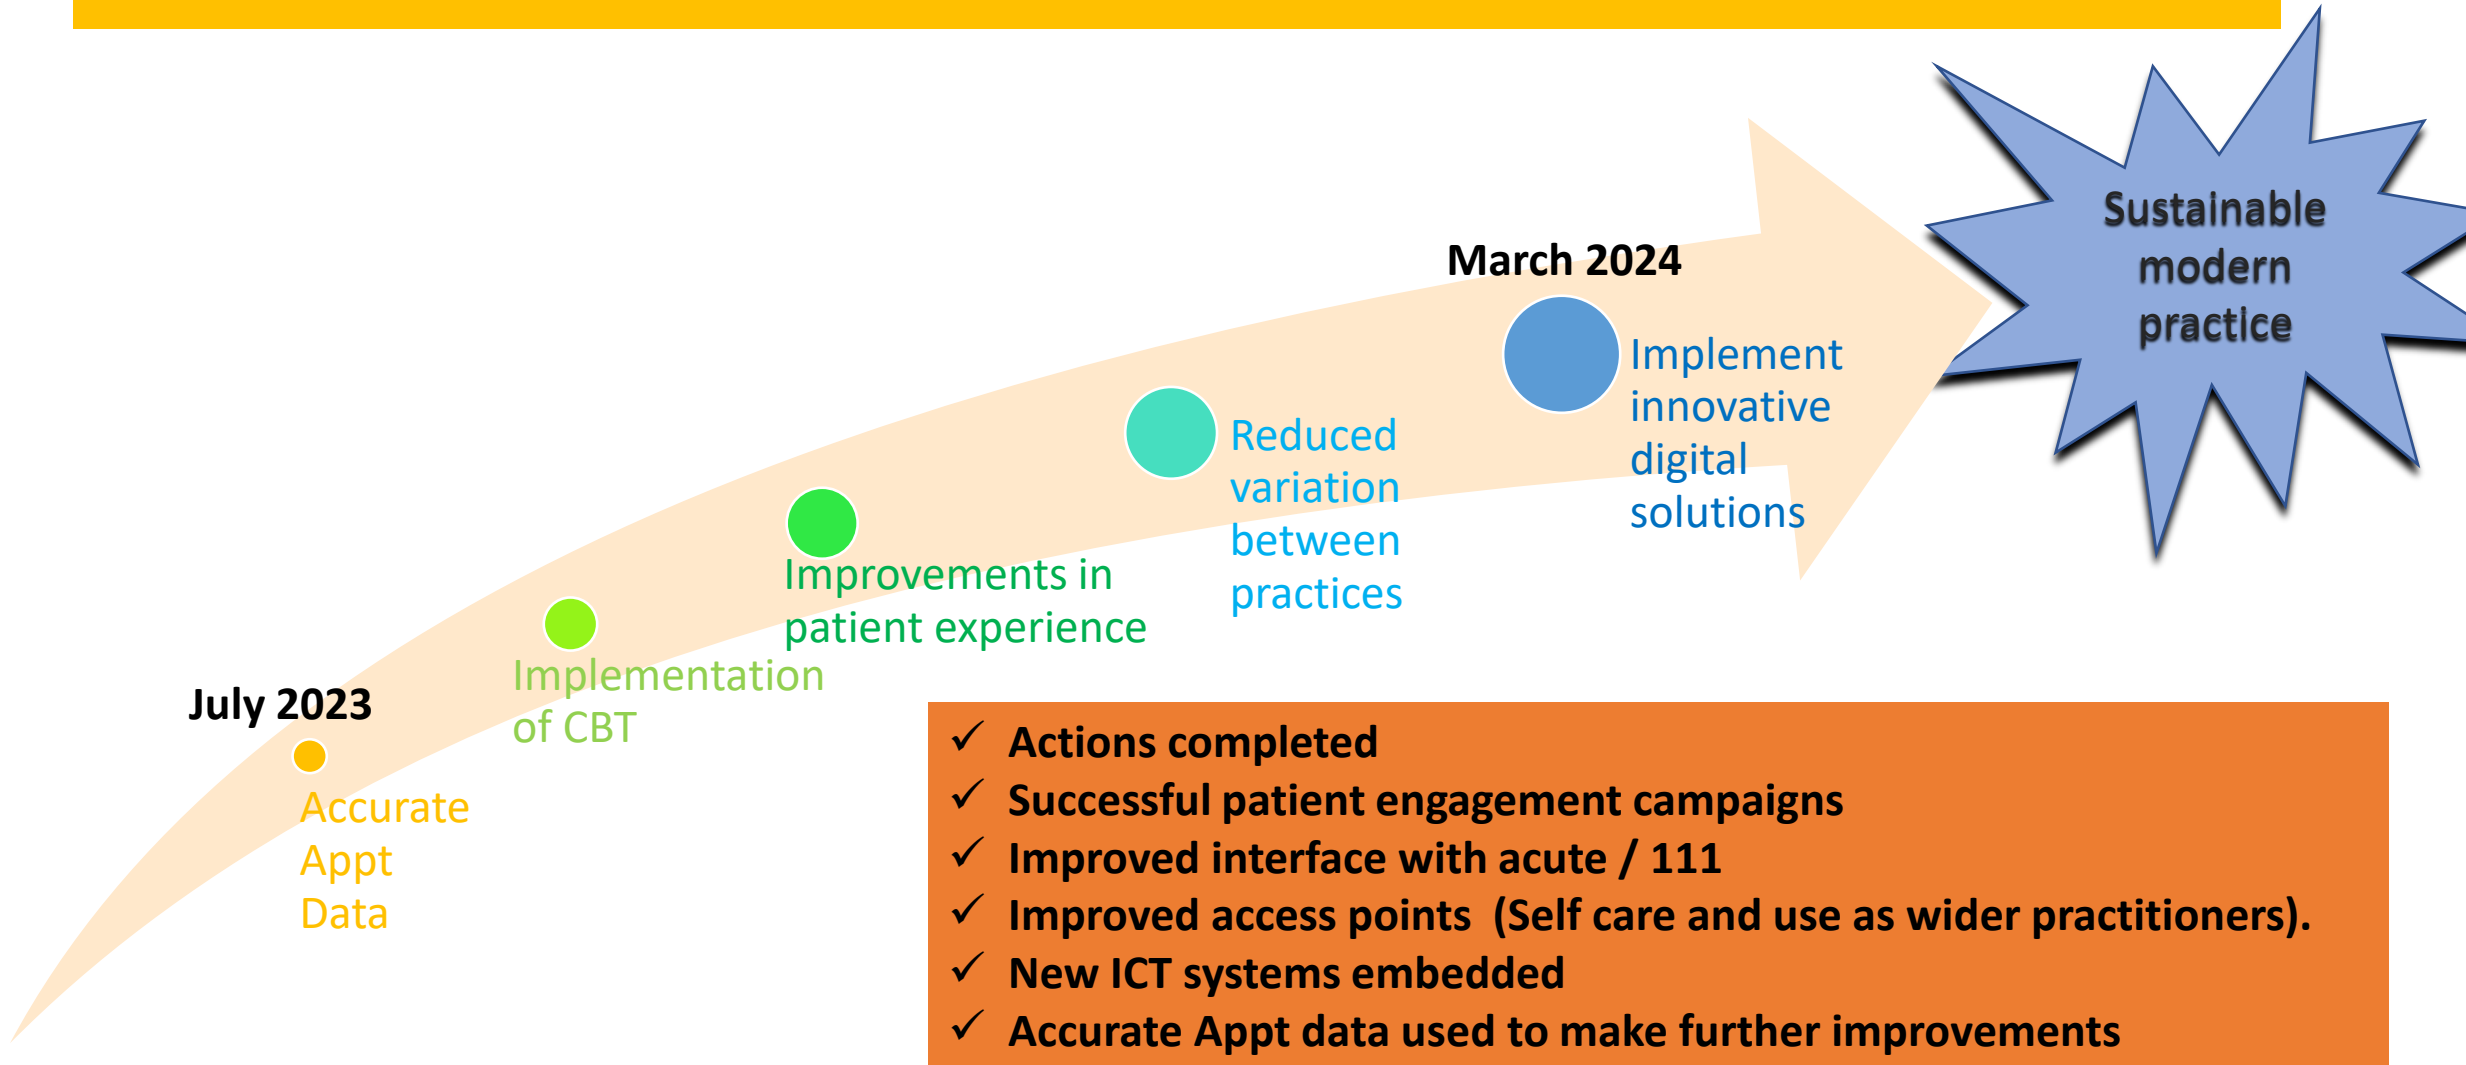 July 2023
Accurate
Appt
Data
Implementation
of CBT
Improvements in
patient experience
Reduced
variation
between
practices
March 2024
Implement
innovative
digital
solutions
Sustainable
modern
practice
✓ Actions completed
✓ Successful patient engagement campaigns
✓ Improved interface with acute / 111
✓ Improved access points  (Self care and use as wider practitioners).
✓ New ICT systems embedded
✓ Accurate Appt data used to make further improvements